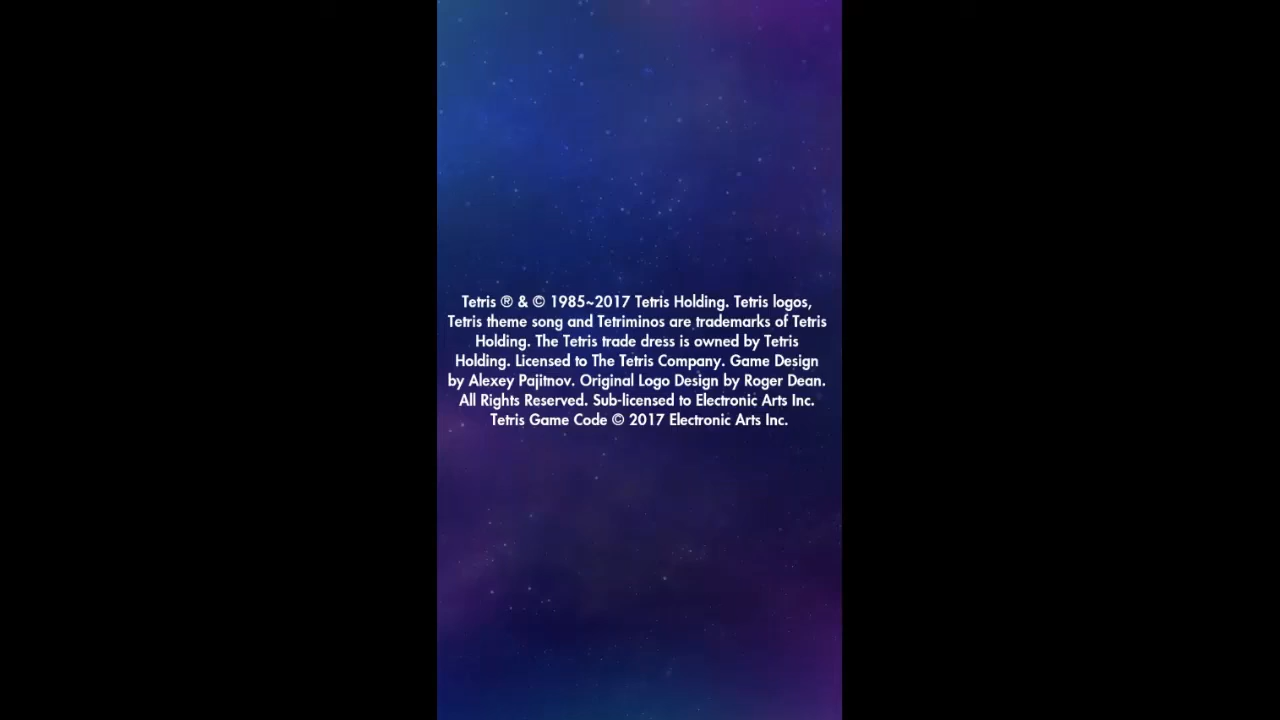 Tetris ® & © 1985~2017 Tetris Holding. Tetris logos,
Tetris theme song and Tetriminos are trademarks of Tetris
Holding. The Tetris trade dress is owned by Tetris
Holding. Licensed to The Tetris Company. Game Design
by Alexey Pajitnov. Original Logo Design by Roger Dean.
All Rights Reserved. Sub-licensed to Electronic Arts Inc.
Tetris Game Code © 2017 Electronic Arts Inc.